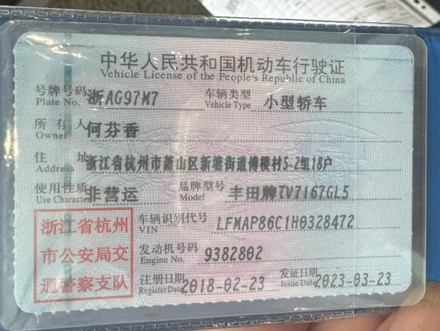 中华人民共和国机动车行驶证
Vehicle License of the People's Republic of China
号牌号码 浙AG97M7 车辆类型 小型轿车
Plate No. Vehicle Type
所有人 何芬香
Owner
住址 浙江省杭州市萧山区新塘街道傅楼村5-2组18户
Address
使用性质 非营运 品牌型号 丰田牌TV7167GL5
Use Character Model
浙江省杭州市公安局交通警察支队
车辆识别代号 LFMAP86C1H0328472
VIN
发动机号码 9382802
Engine No.
注册日期 2018-02-23 发证日期 2023-03-23
Register Date Issue Date